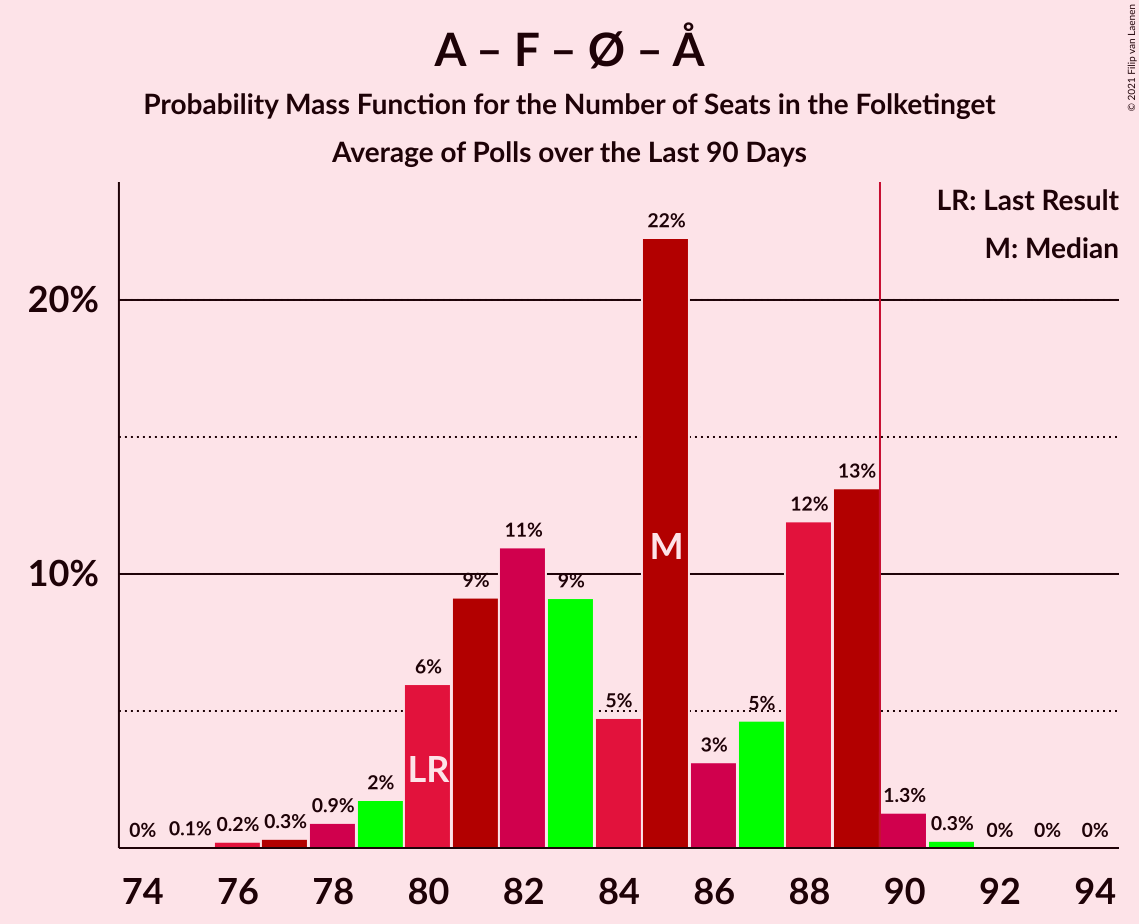 A – F – Ø – Å
Probability Mass Function for the Number of Seats in the Folketinget
Average of Polls over the Last 90 Days
© 2021 Filip van Laenen
LR: Last Result
M: Median
20%
10%
0%
0.1%
0.2%
0.3%
0.9%
2%
6%
9%
11%
9%
5%
22%
3%
5%
12%
13%
1.3%
0.3%
0%
0%
0%
LR
M
74 76 78 80 82 84 86 88 90 92 94